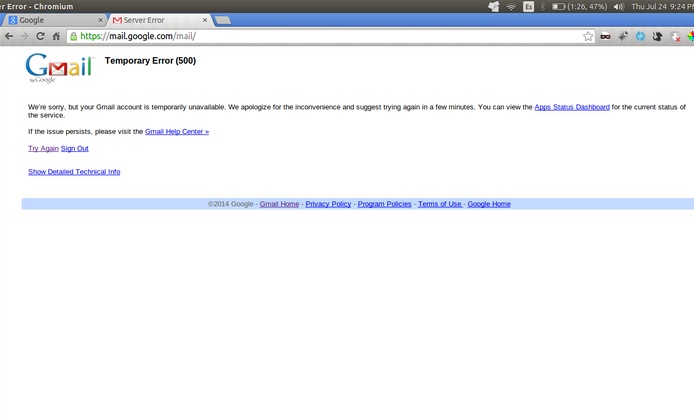 er Error - Chromium
Es
(1:26, 47%)
Thu Jul 24 9:24 P
Google
Server Error
https://mail.google.com/mail/
Gmail
by Google
Temporary Error (500)
We're sorry, but your Gmail account is temporarily unavailable. We apologize for the inconvenience and suggest trying again in a few minutes. You can view the Apps Status Dashboard for the current status of
the service.
If the issue persists, please visit the Gmail Help Center »
Try Again Sign Out
Show Detailed Technical Info
©2014 Google - Gmail Home - Privacy Policy - Program Policies - Terms of Use - Google Home